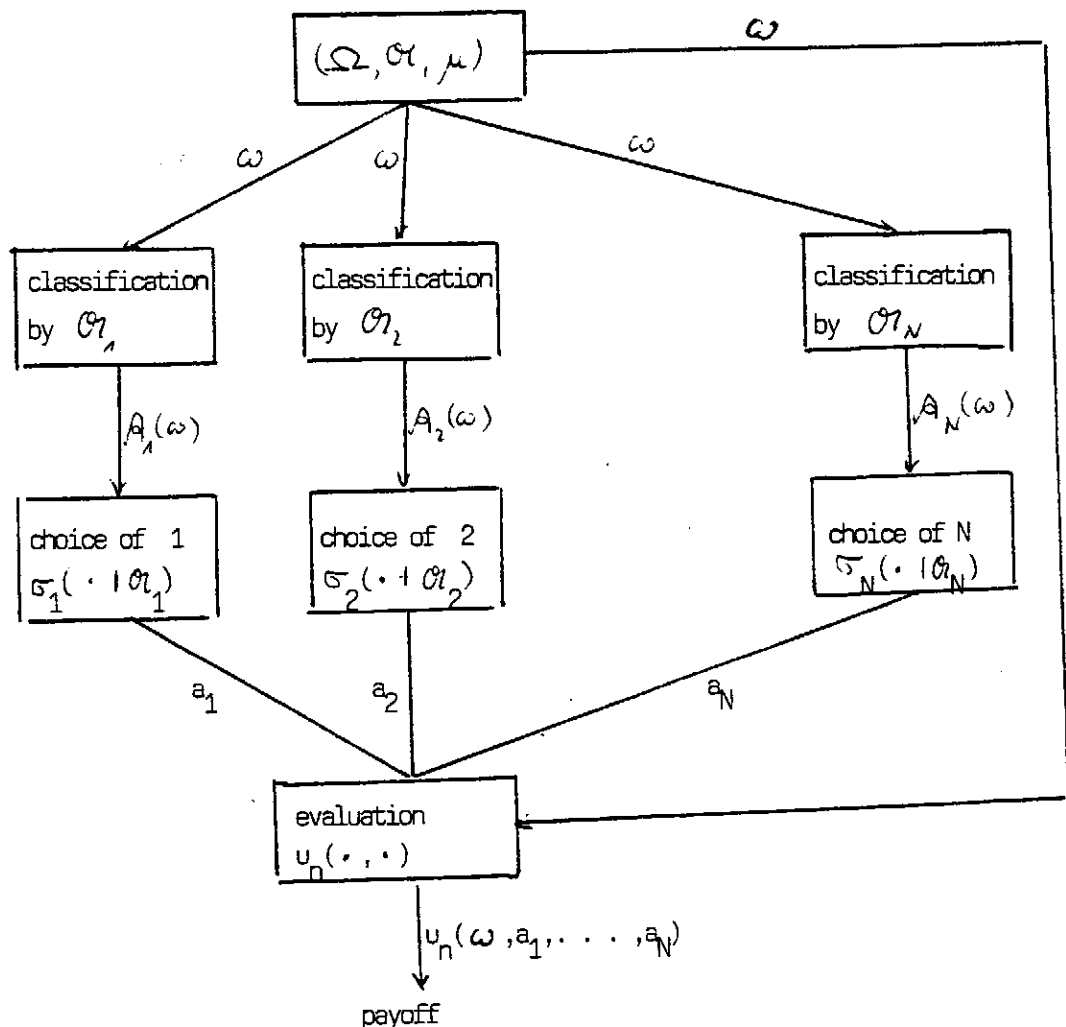 ω
(Ω, 𝔄, μ)
ω
ω
ω
classification
by 𝔄₁
classification
by 𝔄₂
classification
by 𝔄_N
A₁(ω)
A₂(ω)
A_N(ω)
choice of 1
σ₁(· | 𝔄₁)
choice of 2
σ₂(· | 𝔄₂)
choice of N
σ_N(· | 𝔄_N)
a₁
a₂
a_N
evaluation
u_n(·, ·)
u_n(ω, a₁, . . . , a_N)
payoff